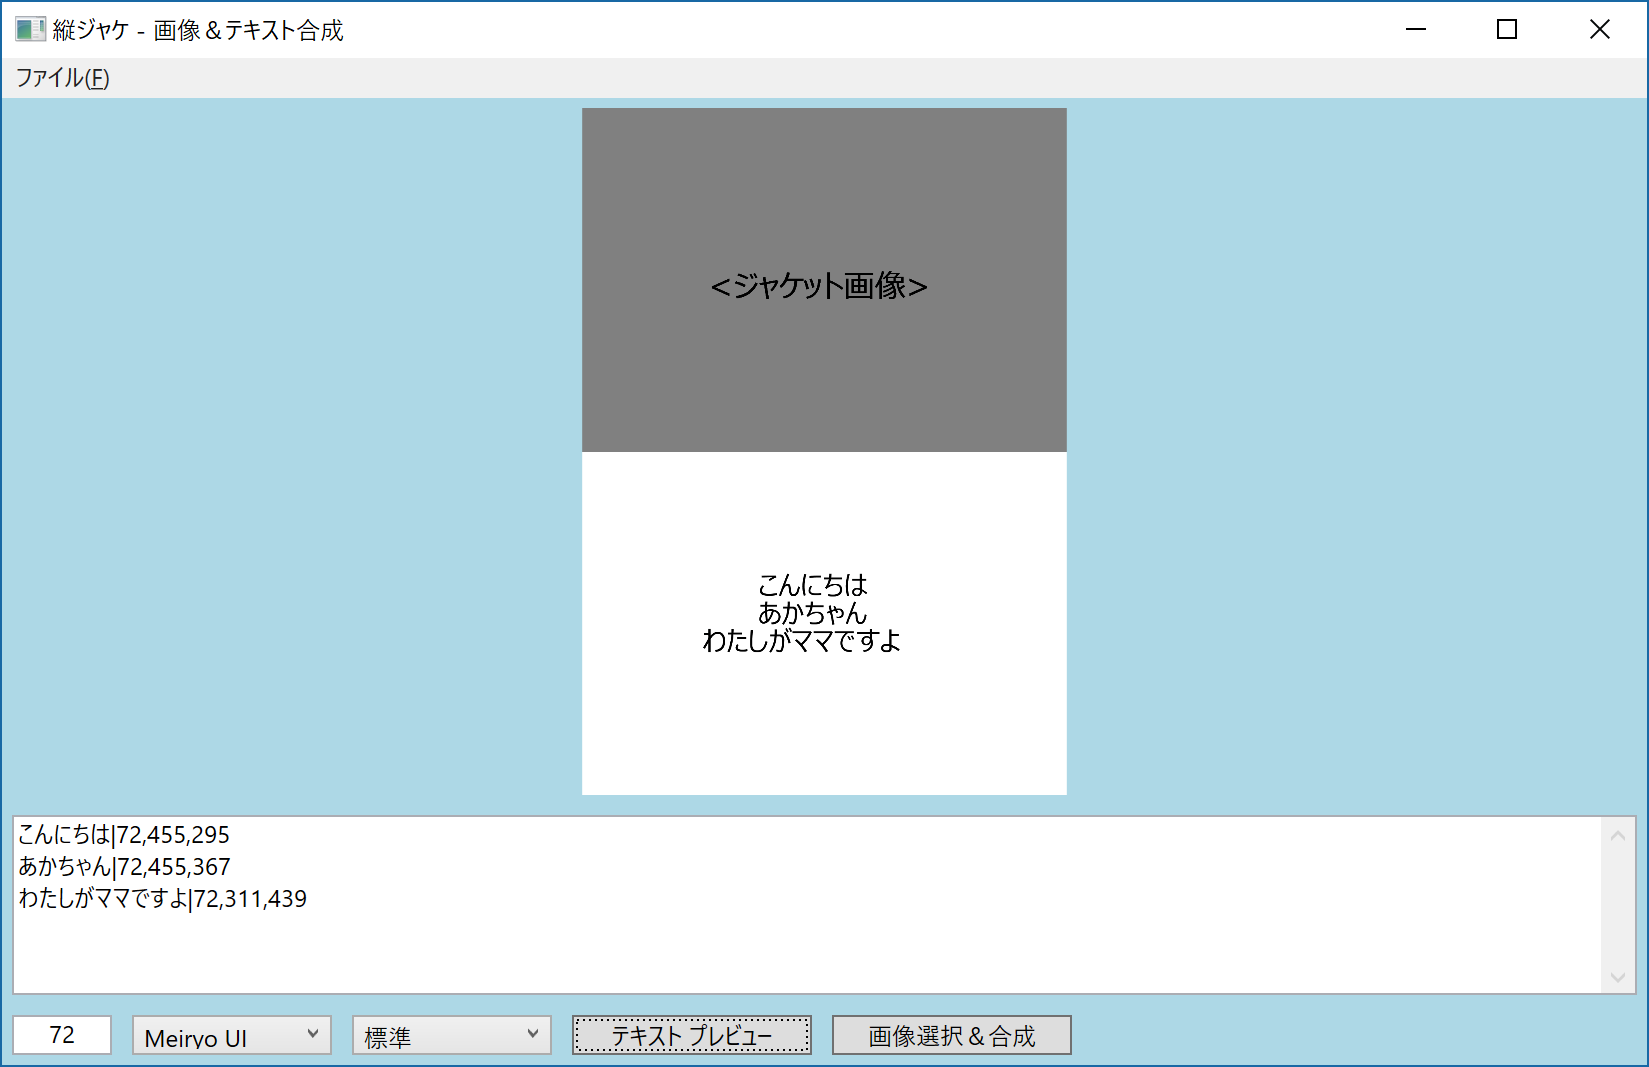 縦ジャケ - 画像＆テキスト合成
ファイル(F)
<ジャケット画像>
こんにちは
あかちゃん
わたしがママですよ
こんにちは|72,455,295
あかちゃん|72,455,367
わたしがママですよ|72,311,439
72
Meiryo UI
標準
テキスト プレビュー
画像選択＆合成